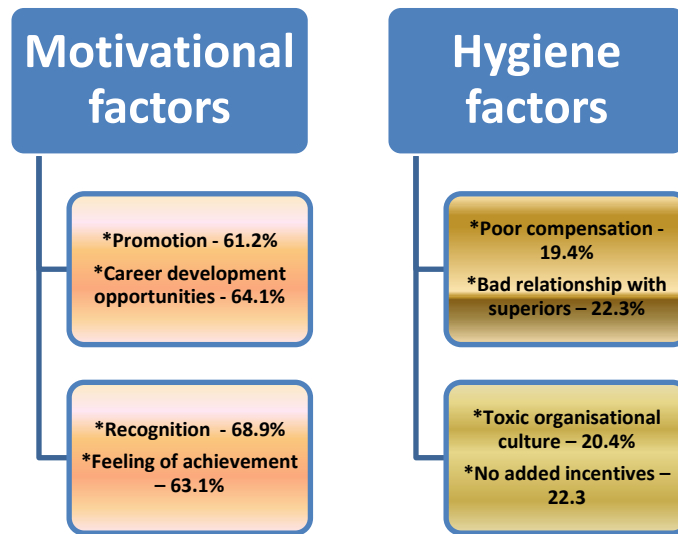 Motivational
factors
*Promotion - 61.2%
*Career development
opportunities - 64.1%
*Recognition - 68.9%
*Feeling of achievement
– 63.1%
Hygiene
factors
*Poor compensation -
19.4%
*Bad relationship with
superiors – 22.3%
*Toxic organisational
culture – 20.4%
*No added incentives –
22.3